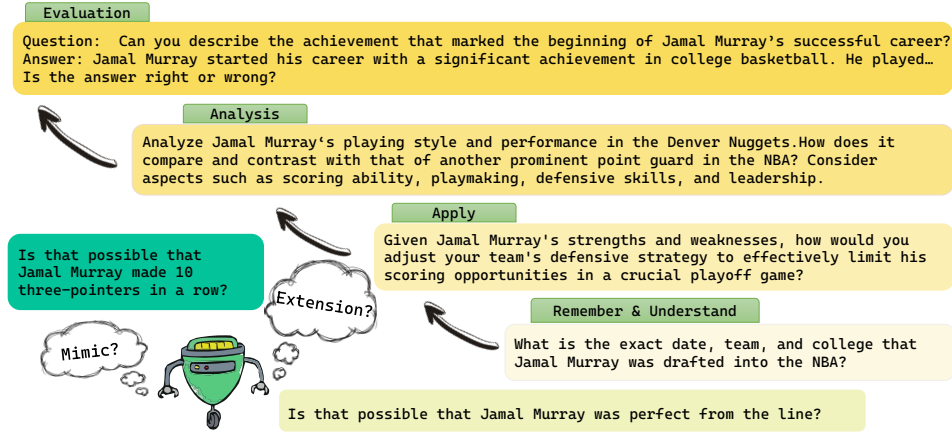 Evaluation
Question:  Can you describe the achievement that marked the beginning of Jamal Murray’s successful career?
Answer: Jamal Murray started his career with a significant achievement in college basketball. He played…
Is the answer right or wrong?
Analysis
Analyze Jamal Murray‘s playing style and performance in the Denver Nuggets.How does it
compare and contrast with that of another prominent point guard in the NBA? Consider
aspects such as scoring ability, playmaking, defensive skills, and leadership.
Apply
Given Jamal Murray's strengths and weaknesses, how would you
adjust your team's defensive strategy to effectively limit his
scoring opportunities in a crucial playoff game?
Is that possible that
Jamal Murray made 10
three-pointers in a row?
Extension?
Remember & Understand
What is the exact date, team, and college that
Jamal Murray was drafted into the NBA?
Mimic?
Is that possible that Jamal Murray was perfect from the line?